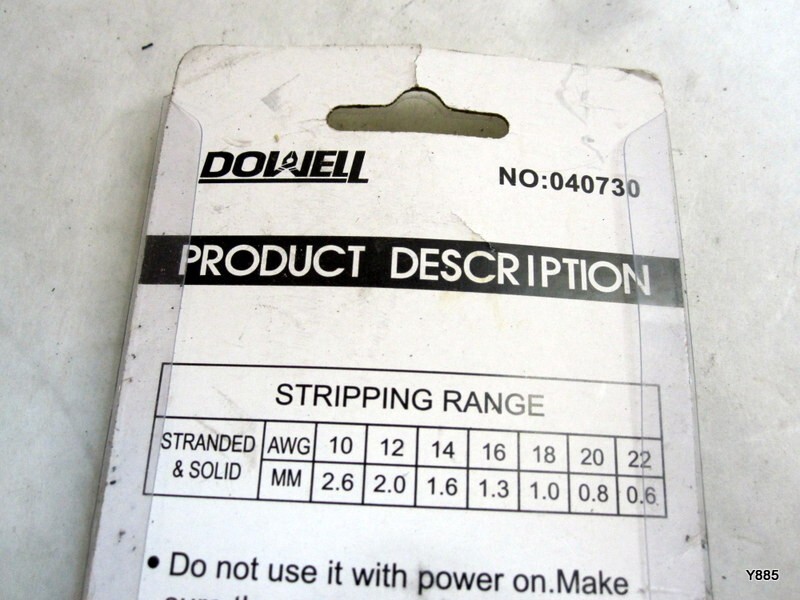 DOWELL
NO:040730
PRODUCT DESCRIPTION
STRIPPING RANGE
STRANDED & SOLID
AWG 10 12 14 16 18 20 22
MM 2.6 2.0 1.6 1.3 1.0 0.8 0.6
• Do not use it with power on.Make
Y885